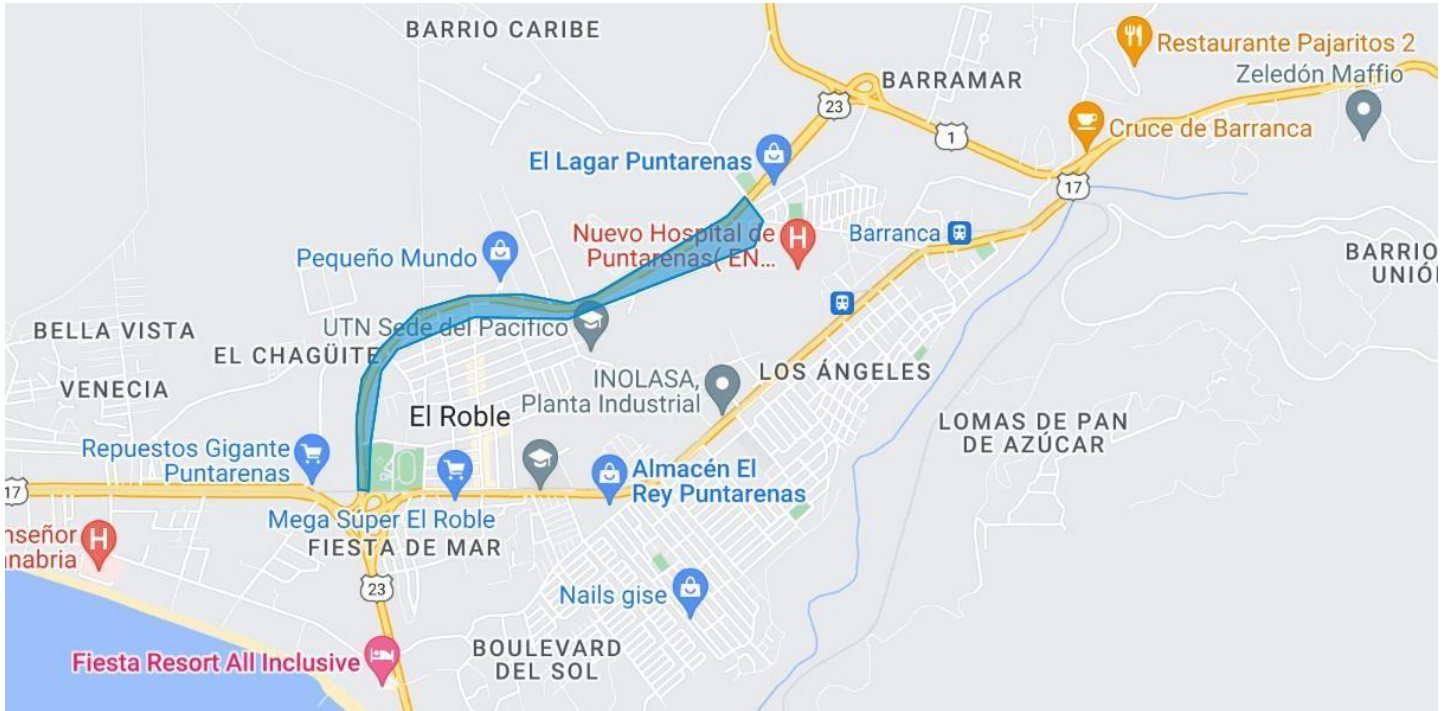 BARRIO CARIBE
Restaurante Pajaritos 2
Zeledón Maffio
BARRAMAR
23
1
Cruce de Barranca
El Lagar Puntarenas
17
Nuevo Hospital de
Puntarenas( EN...
Barranca
BARRIO
UNIÓ
Pequeño Mundo
UTN Sede del Pacífico
BELLA VISTA
EL CHAGÜITE
VENECIA
INOLASA,
Planta Industrial
LOS ÁNGELES
El Roble
LOMAS DE PAN
DE AZÚCAR
Repuestos Gigante
Puntarenas
Almacén El
Rey Puntarenas
17
Mega Súper El Roble
nseñor
nabria
FIESTA DE MAR
23
Nails gise
BOULEVARD
DEL SOL
Fiesta Resort All Inclusive